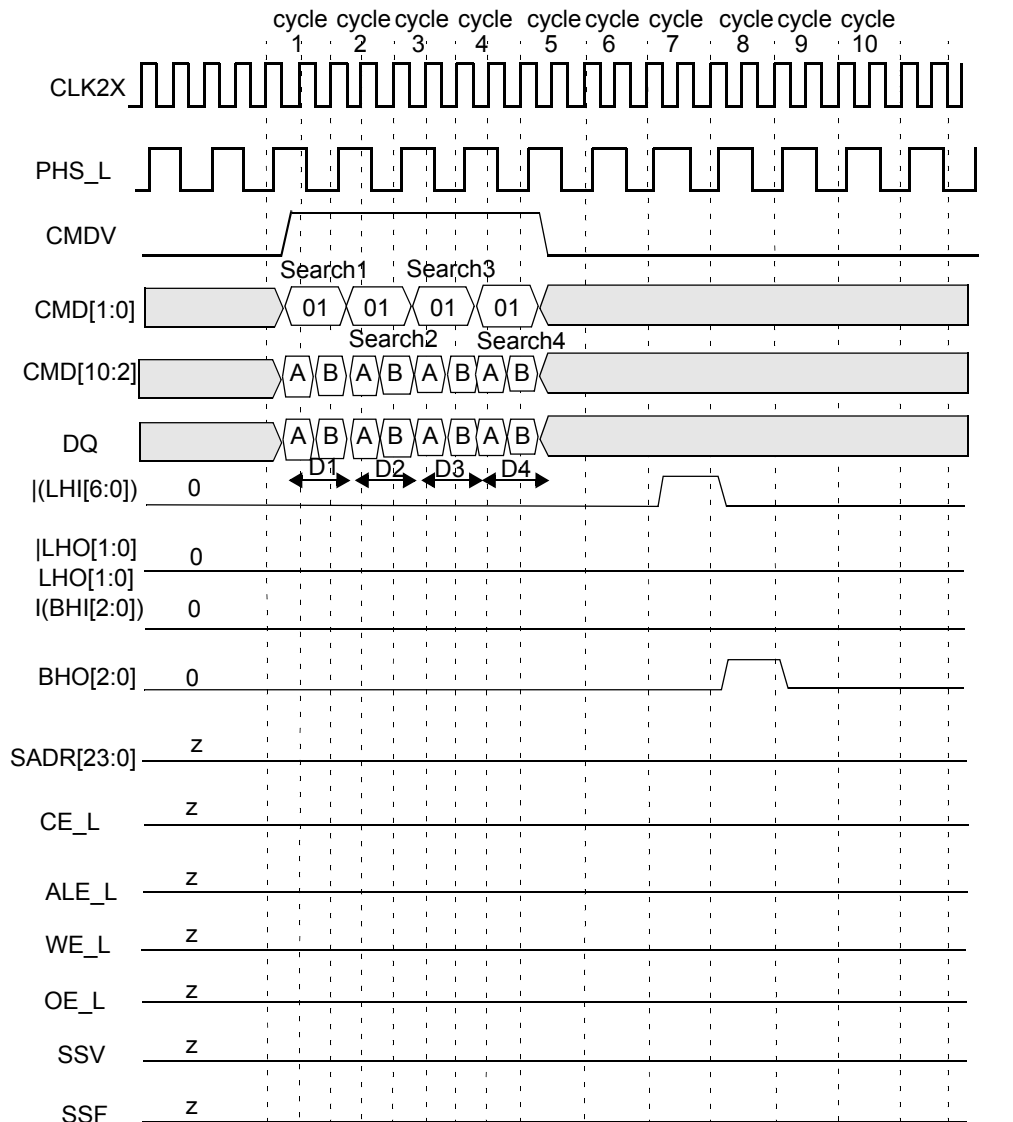 cycle cycle cycle cycle cycle cycle cycle cycle cycle cycle
1 2 3 4 5 6 7 8 9 10
CLK2X
PHS_L
CMDV
Search1 Search3
CMD[1:0] 01 01 01 01
Search2 Search4
CMD[10:2] A B A B A B A B
DQ A B A B A B A B
D1 D2 D3 D4
|(LHI[6:0]) 0
|LHO[1:0] 0
LHO[1:0]
I(BHI[2:0]) 0
BHO[2:0] 0
SADR[23:0] z
CE_L z
ALE_L z
WE_L z
OE_L z
SSV z
SSF z